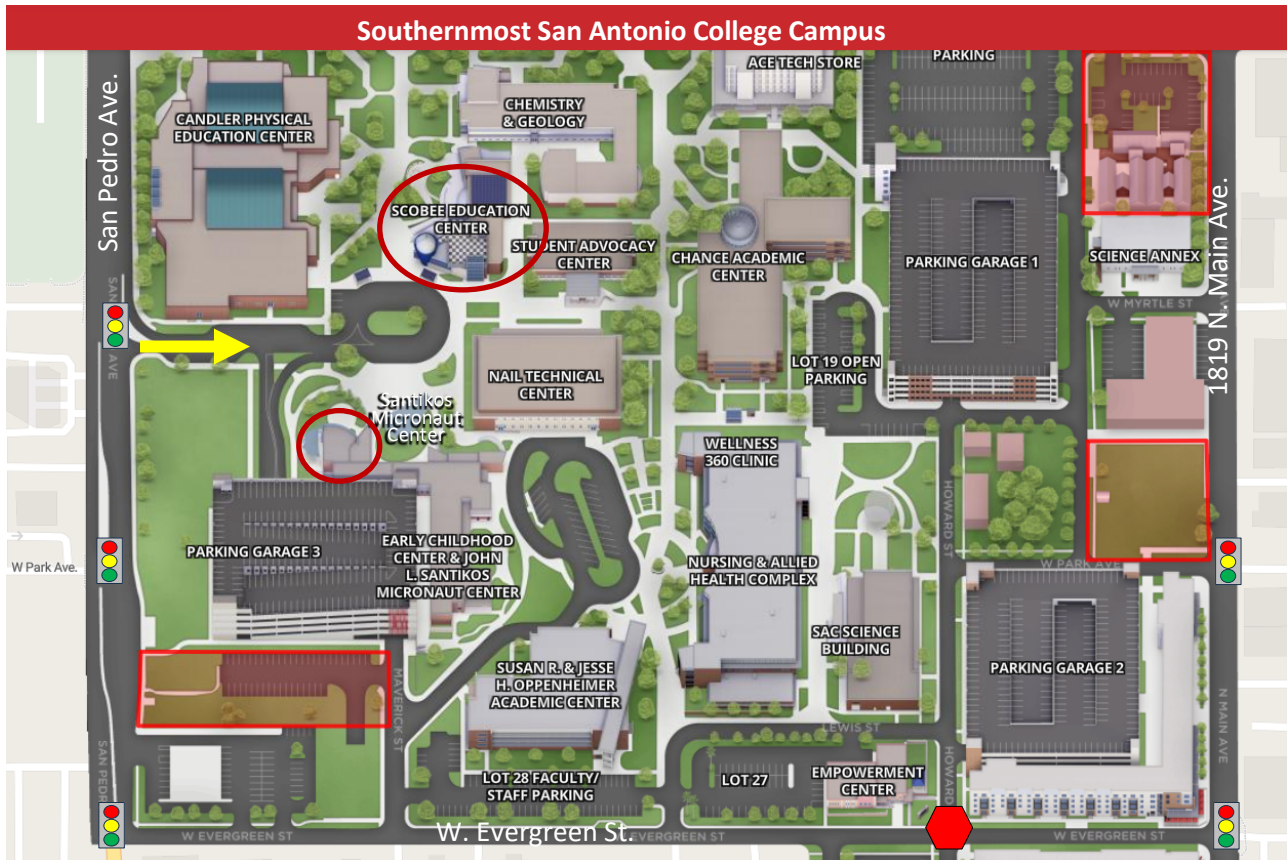 Southernmost San Antonio College Campus
San Pedro Ave.
ACE TECH STORE
PARKING
CANDLER PHYSICAL
EDUCATION CENTER
CHEMISTRY
& GEOLOGY
SCOBEE EDUCATION
CENTER
STUDENT ADVOCACY
CENTER
CHANCE ACADEMIC
CENTER
PARKING GARAGE 1
SCIENCE ANNEX
1819 N. Main Ave.
W MYRTLE ST
SAN
AVE
NAIL TECHNICAL
CENTER
LOT 19 OPEN
PARKING
Santikos
Micronaut
Center
WELLNESS
360 CLINIC
HOWARD ST
PARKING GARAGE 3
EARLY CHILDHOOD
CENTER & JOHN
L. SANTIKOS
MICRONAUT CENTER
NURSING & ALLIED
HEALTH COMPLEX
W Park Ave.
W PARK AVE
SAC SCIENCE
BUILDING
PARKING GARAGE 2
SUSAN R. & JESSE
H. OPPENHEIMER
ACADEMIC CENTER
MAVERICK ST
N MAIN AVE
LEWIS ST
SAN PEDR
HOWARD
LOT 28 FACULTY/
STAFF PARKING
LOT 27
EMPOWERMENT
CENTER
W EVERGREEN ST
W. Evergreen St.
EVERGREEN ST
W EVERGREEN ST